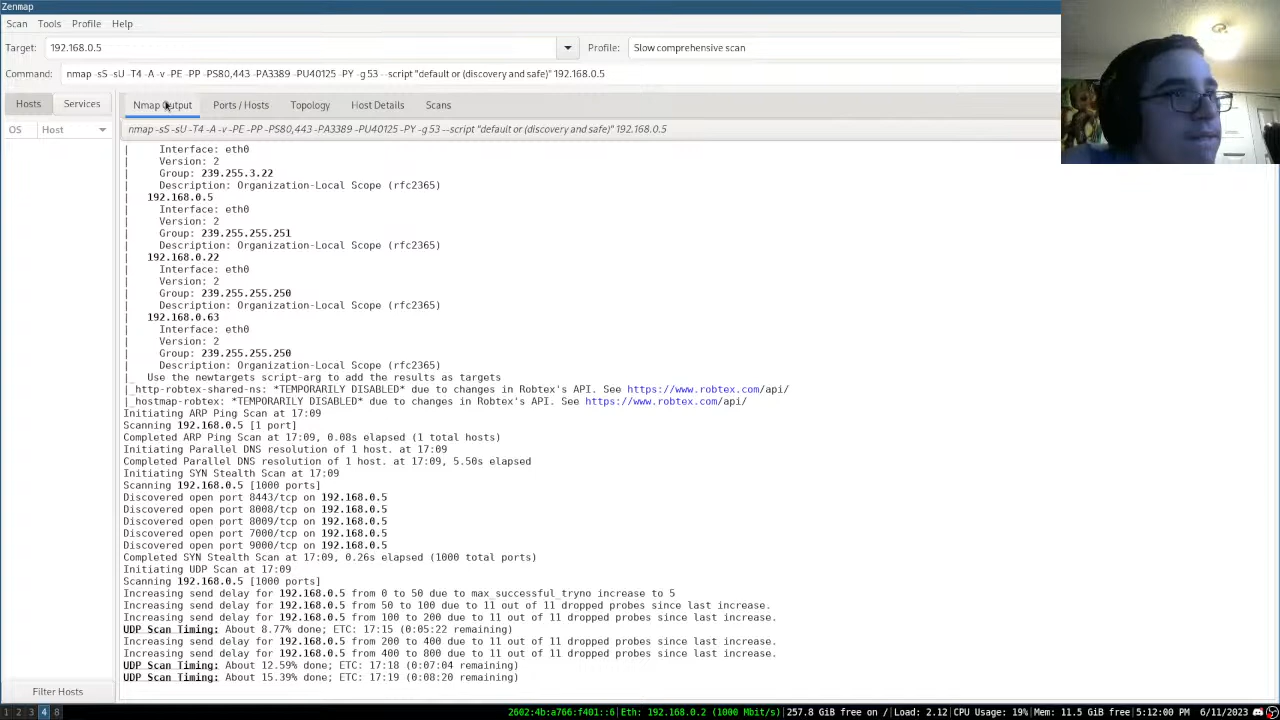 Zenmap
Scan Tools Profile Help
Target: 192.168.0.5 Profile: Slow comprehensive scan
Command: nmap -sS -sU -T4 -A -v -PE -PP -PS80,443 -PA3389 -PU40125 -PY -g 53 --script "default or (discovery and safe)" 192.168.0.5
Hosts Services Nmap Output Ports / Hosts Topology Host Details Scans
OS Host nmap -sS -sU -T4 -A -v -PE -PP -PS80,443 -PA3389 -PU40125 -PY -g 53 --script "default or (discovery and safe)" 192.168.0.5
| Interface: eth0
| Version: 2
| Group: 239.255.3.22
| Description: Organization-Local Scope (rfc2365)
| 192.168.0.5
| Interface: eth0
| Version: 2
| Group: 239.255.255.251
| Description: Organization-Local Scope (rfc2365)
| 192.168.0.22
| Interface: eth0
| Version: 2
| Group: 239.255.255.250
| Description: Organization-Local Scope (rfc2365)
| 192.168.0.63
| Interface: eth0
| Version: 2
| Group: 239.255.255.250
| Description: Organization-Local Scope (rfc2365)
|_ Use the newtargets script-arg to add the results as targets
|_http-robtex-shared-ns: *TEMPORARILY DISABLED* due to changes in Robtex's API. See https://www.robtex.com/api/
|_hostmap-robtex: *TEMPORARILY DISABLED* due to changes in Robtex's API. See https://www.robtex.com/api/
Initiating ARP Ping Scan at 17:09
Scanning 192.168.0.5 [1 port]
Completed ARP Ping Scan at 17:09, 0.08s elapsed (1 total hosts)
Initiating Parallel DNS resolution of 1 host. at 17:09
Completed Parallel DNS resolution of 1 host. at 17:09, 5.50s elapsed
Initiating SYN Stealth Scan at 17:09
Scanning 192.168.0.5 [1000 ports]
Discovered open port 8443/tcp on 192.168.0.5
Discovered open port 8008/tcp on 192.168.0.5
Discovered open port 8009/tcp on 192.168.0.5
Discovered open port 7000/tcp on 192.168.0.5
Discovered open port 9000/tcp on 192.168.0.5
Completed SYN Stealth Scan at 17:09, 0.26s elapsed (1000 total ports)
Initiating UDP Scan at 17:09
Scanning 192.168.0.5 [1000 ports]
Increasing send delay for 192.168.0.5 from 0 to 50 due to max_successful_tryno increase to 5
Increasing send delay for 192.168.0.5 from 50 to 100 due to 11 out of 11 dropped probes since last increase.
Increasing send delay for 192.168.0.5 from 100 to 200 due to 11 out of 11 dropped probes since last increase.
UDP Scan Timing: About 8.77% done; ETC: 17:15 (0:05:22 remaining)
Increasing send delay for 192.168.0.5 from 200 to 400 due to 11 out of 11 dropped probes since last increase.
Increasing send delay for 192.168.0.5 from 400 to 800 due to 11 out of 11 dropped probes since last increase.
UDP Scan Timing: About 12.59% done; ETC: 17:18 (0:07:04 remaining)
UDP Scan Timing: About 15.39% done; ETC: 17:19 (0:08:20 remaining)
Filter Hosts
1 2 3 4 8 2602:4b:a766:f401::6|Eth: 192.168.0.2 (1000 Mbit/s)|257.8 GiB free on /|Load: 2.12|CPU Usage: 19%|Mem: 11.5 GiB free|6/11/2023 5:12:00 PM